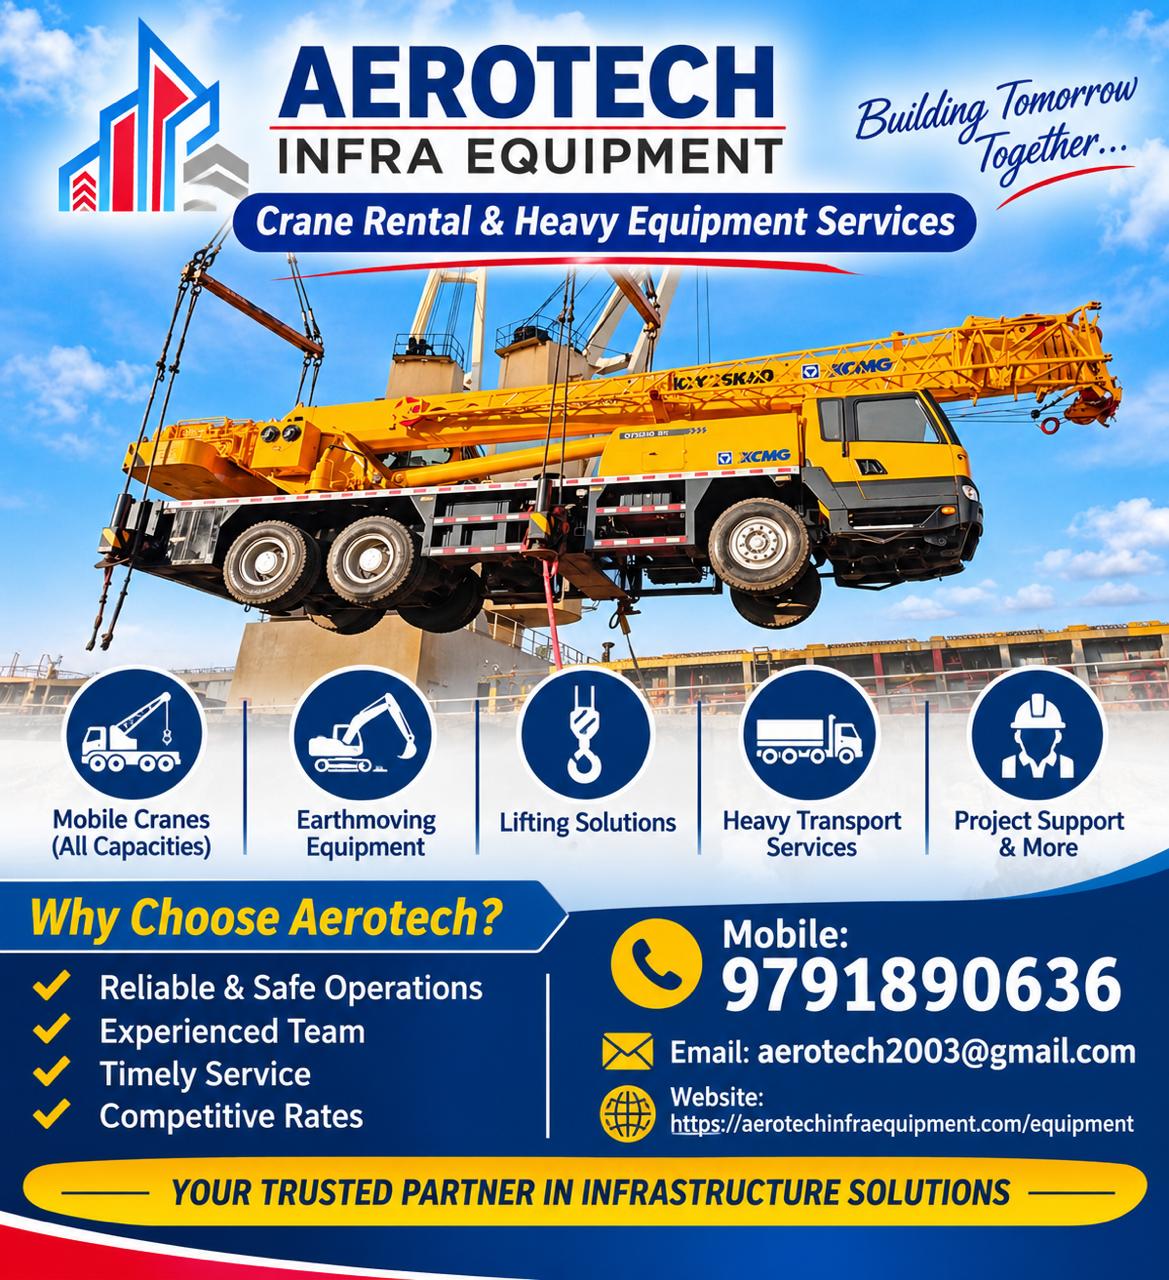 AEROTECH
INFRA EQUIPMENT
Building Tomorrow
Together...
Crane Rental & Heavy Equipment Services
XCMG
XCMG
Mobile Cranes
(All Capacities)
Earthmoving
Equipment
Lifting Solutions
Heavy Transport
Services
Project Support
& More
Why Choose Aerotech?
Reliable & Safe Operations
Experienced Team
Timely Service
Competitive Rates
Mobile:
9791890636
Email: aerotech2003@gmail.com
Website:
https://aerotechinfraequipment.com/equipment
YOUR TRUSTED PARTNER IN INFRASTRUCTURE SOLUTIONS